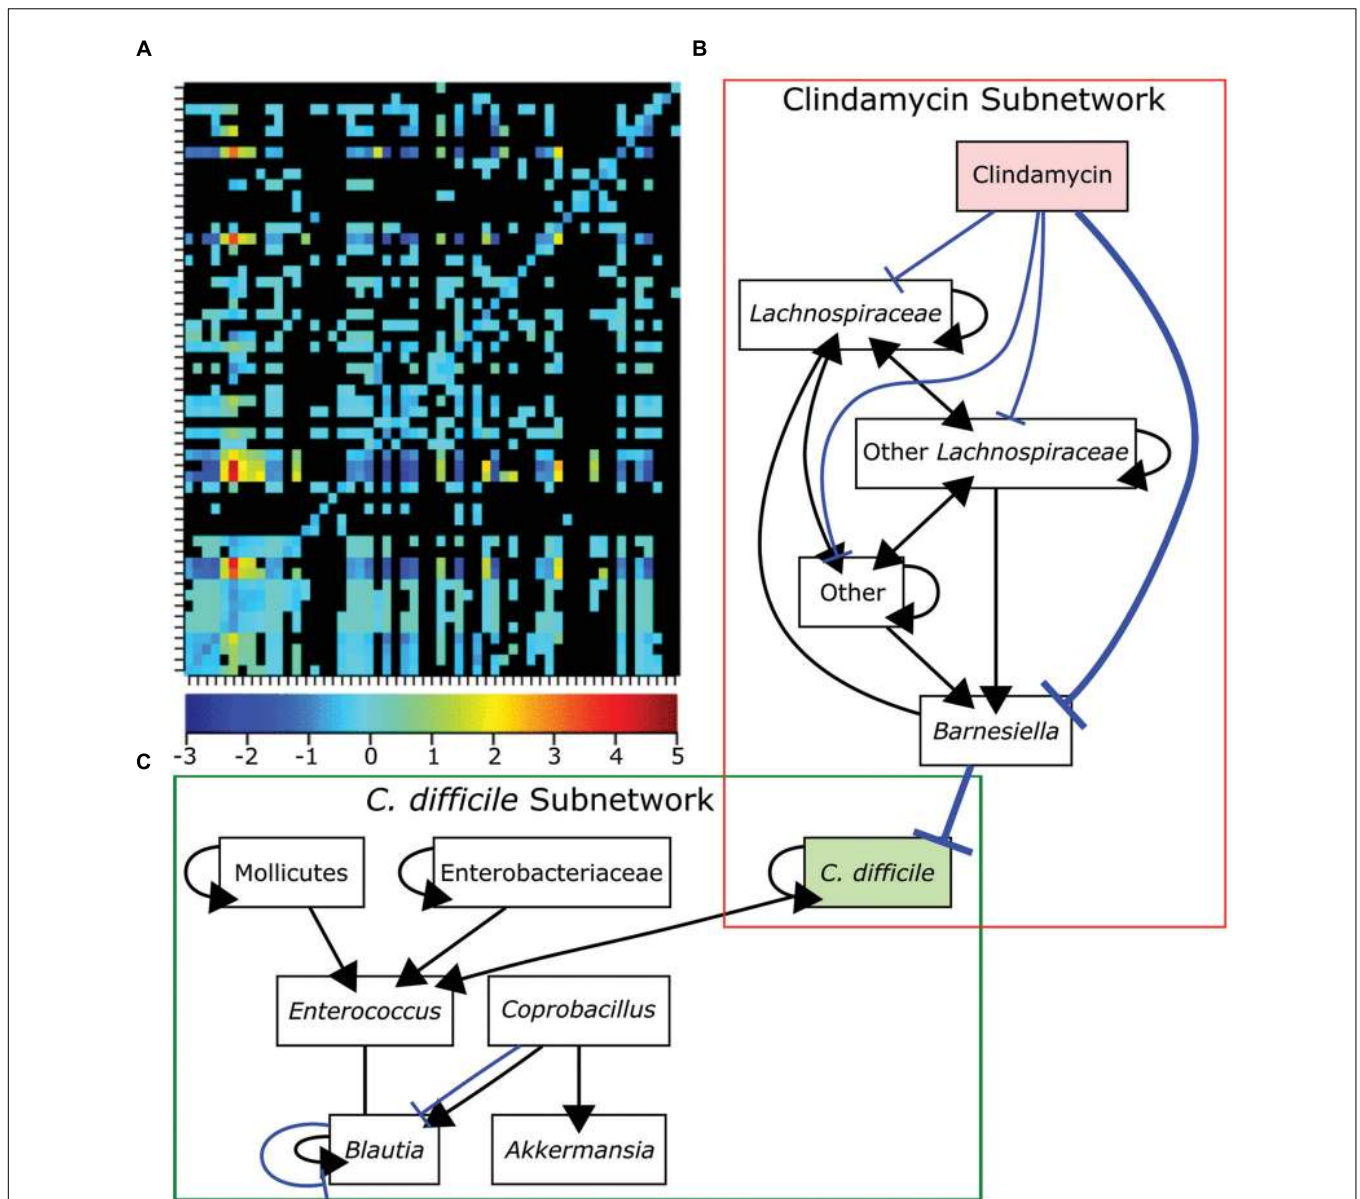 A
B
Clindamycin Subnetwork
Clindamycin
Lachnospiraceae
Other Lachnospiraceae
Other
Barnesiella
-3 -2 -1 0 1 2 3 4 5
C
C. difficile Subnetwork
Mollicutes
Enterobacteriaceae
C. difficile
Enterococcus
Coprobacillus
Blautia
Akkermansia